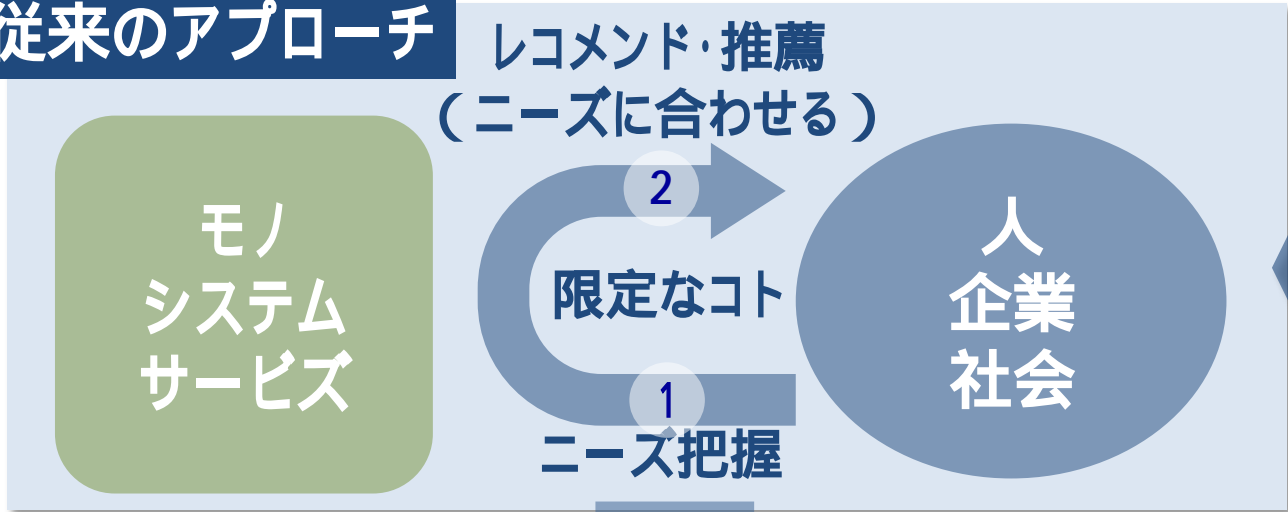 従来のアプローチ
レコメンド・推薦
（ニーズに合わせる）
2
モノ
システム
サービズ
限定なコト
人
企業
社会
1
ニーズ把握